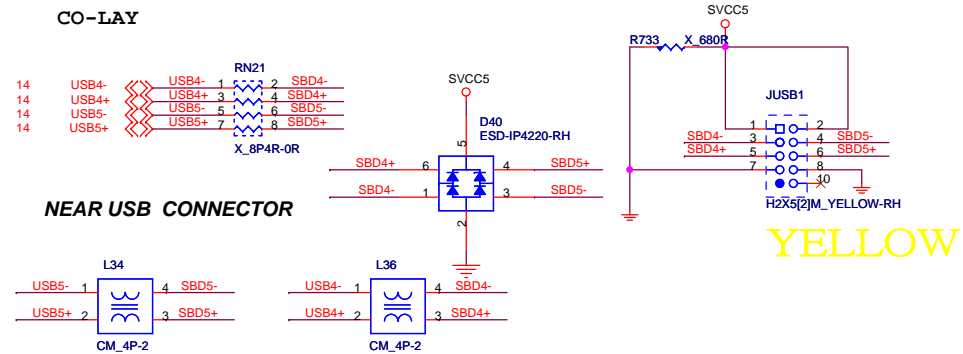 CO-LAY
RN21
14 USB4- USB4- 1 2 SBD4-
14 USB4+ USB4+ 3 4 SBD4+
14 USB5- USB5- 5 6 SBD5-
14 USB5+ USB5+ 7 8 SBD5+
X_8P4R-0R
NEAR USB CONNECTOR
SVCC5
D40
ESD-IP4220-RH
5
SBD4+ 6 4 SBD5+
SBD4- 1 3 SBD5-
2
SVCC5
R733 X_680R
JUSB1
1 2
SBD4- 3 4 SBD5-
SBD4+ 5 6 SBD5+
7 8
10
H2X5[2]M_YELLOW-RH
YELLOW
L34
USB5- 1 4 SBD5-
USB5+ 2 3 SBD5+
CM_4P-2
L36
USB4- 1 4 SBD4-
USB4+ 2 3 SBD4+
CM_4P-2